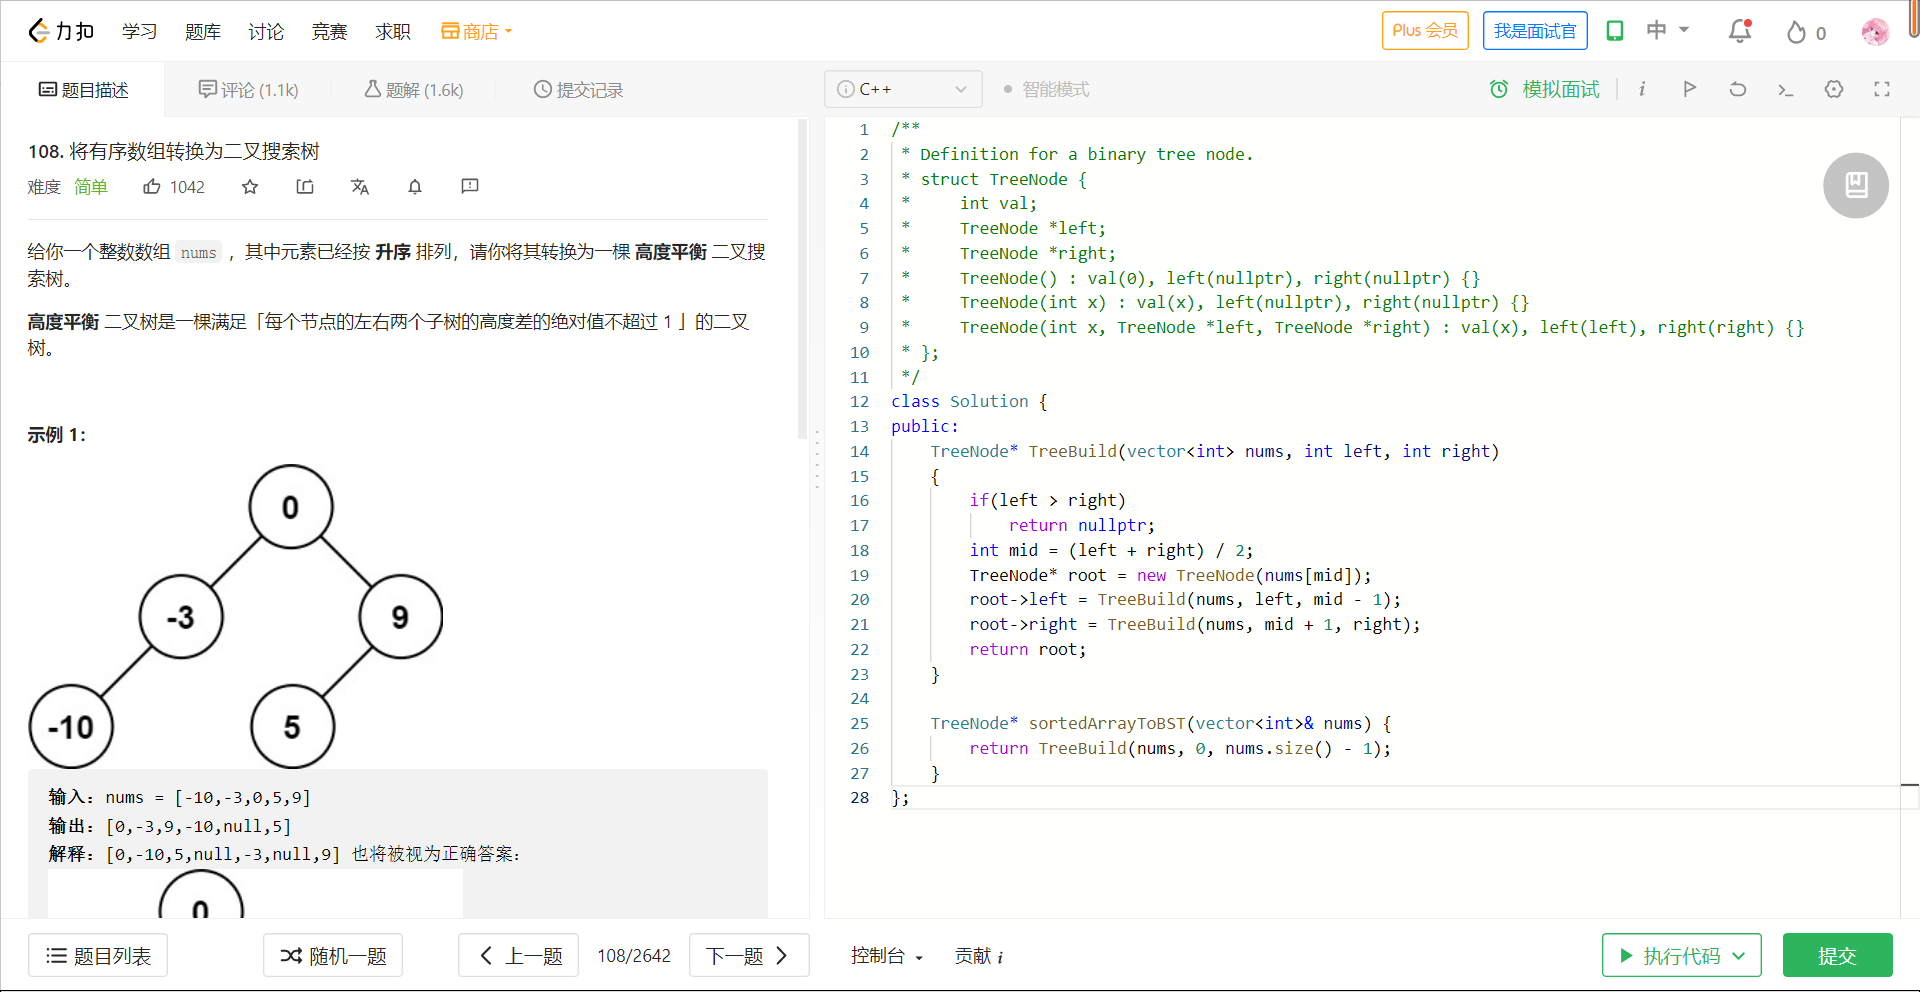 力扣 学习 题库 讨论 竞赛 求职 商店 Plus 会员 我是面试官 中 0
题目描述 评论 (1.1k) 题解 (1.6k) 提交记录
108. 将有序数组转换为二叉搜索树
难度 简单 1042
给你一个整数数组 nums ，其中元素已经按 升序 排列，请你将其转换为一棵 高度平衡 二叉搜
索树。
高度平衡 二叉树是一棵满足「每个节点的左右两个子树的高度差的绝对值不超过 1 」的二叉
树。
示例 1：
0
-3 9
-10 5
输入：nums = [-10,-3,0,5,9]
输出：[0,-3,9,-10,null,5]
解释：[0,-10,5,null,-3,null,9] 也将被视为正确答案：
0
C++ 智能模式 模拟面试 i
1 /**
2 * Definition for a binary tree node.
3 * struct TreeNode {
4 *     int val;
5 *     TreeNode *left;
6 *     TreeNode *right;
7 *     TreeNode() : val(0), left(nullptr), right(nullptr) {}
8 *     TreeNode(int x) : val(x), left(nullptr), right(nullptr) {}
9 *     TreeNode(int x, TreeNode *left, TreeNode *right) : val(x), left(left), right(right) {}
10 * };
11 */
12 class Solution {
13 public:
14     TreeNode* TreeBuild(vector<int> nums, int left, int right)
15     {
16         if(left > right)
17             return nullptr;
18         int mid = (left + right) / 2;
19         TreeNode* root = new TreeNode(nums[mid]);
20         root->left = TreeBuild(nums, left, mid - 1);
21         root->right = TreeBuild(nums, mid + 1, right);
22         return root;
23     }
24
25     TreeNode* sortedArrayToBST(vector<int>& nums) {
26         return TreeBuild(nums, 0, nums.size() - 1);
27     }
28 };
题目列表 随机一题 上一题 108/2642 下一题 控制台 贡献 i 执行代码 提交